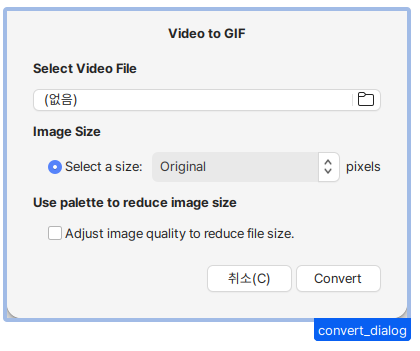 Video to GIF
Select Video File
(없음)
Image Size
Select a size: Original pixels
Use palette to reduce image size
Adjust image quality to reduce file size.
취소(C) Convert
convert_dialog